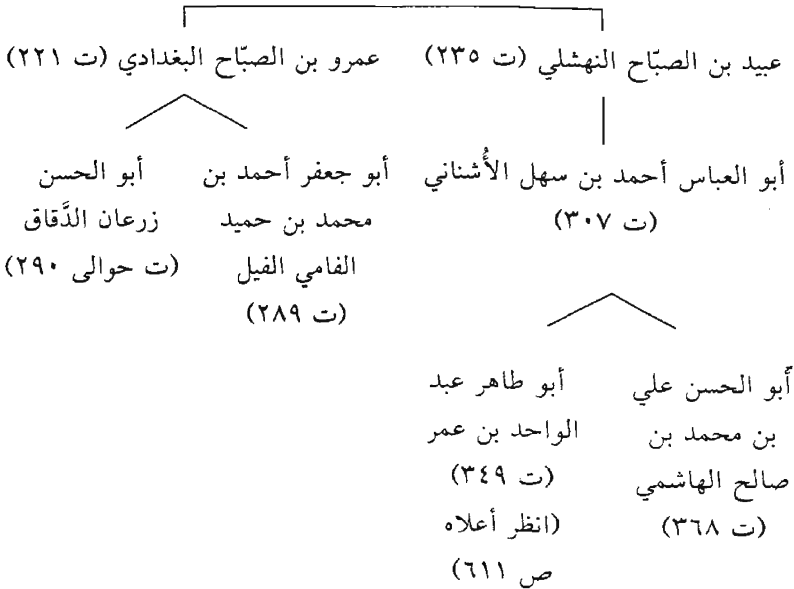 عبيد بن الصبّاح النهشلي (ت ٢٣٥)
عمرو بن الصبّاح البغدادي (ت ٢٢١)
أبو العباس أحمد بن سهل الأُشناني
(ت ٣٠٧)
أبو جعفر أحمد بن
محمد بن حميد
الفامي الفيل
(ت ٢٨٩)
أبو الحسن
زرعان الدَّقاق
(ت حوالى ٢٩٠)
أبو الحسن علي
بن محمد بن
صالح الهاشمي
(ت ٣٦٨)
أبو طاهر عبد
الواحد بن عمر
(ت ٣٤٩)
(انظر أعلاه
ص ٦١١)